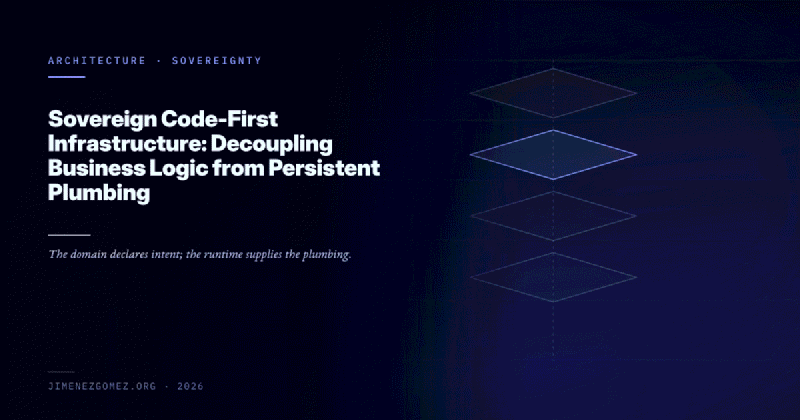 ARCHITECTURE · SOVEREIGNTY
Sovereign Code-First
Infrastructure: Decoupling
Business Logic from Persistent
Plumbing
The domain declares intent; the runtime supplies the plumbing.
JIMENEZGOMEZ.ORG · 2026